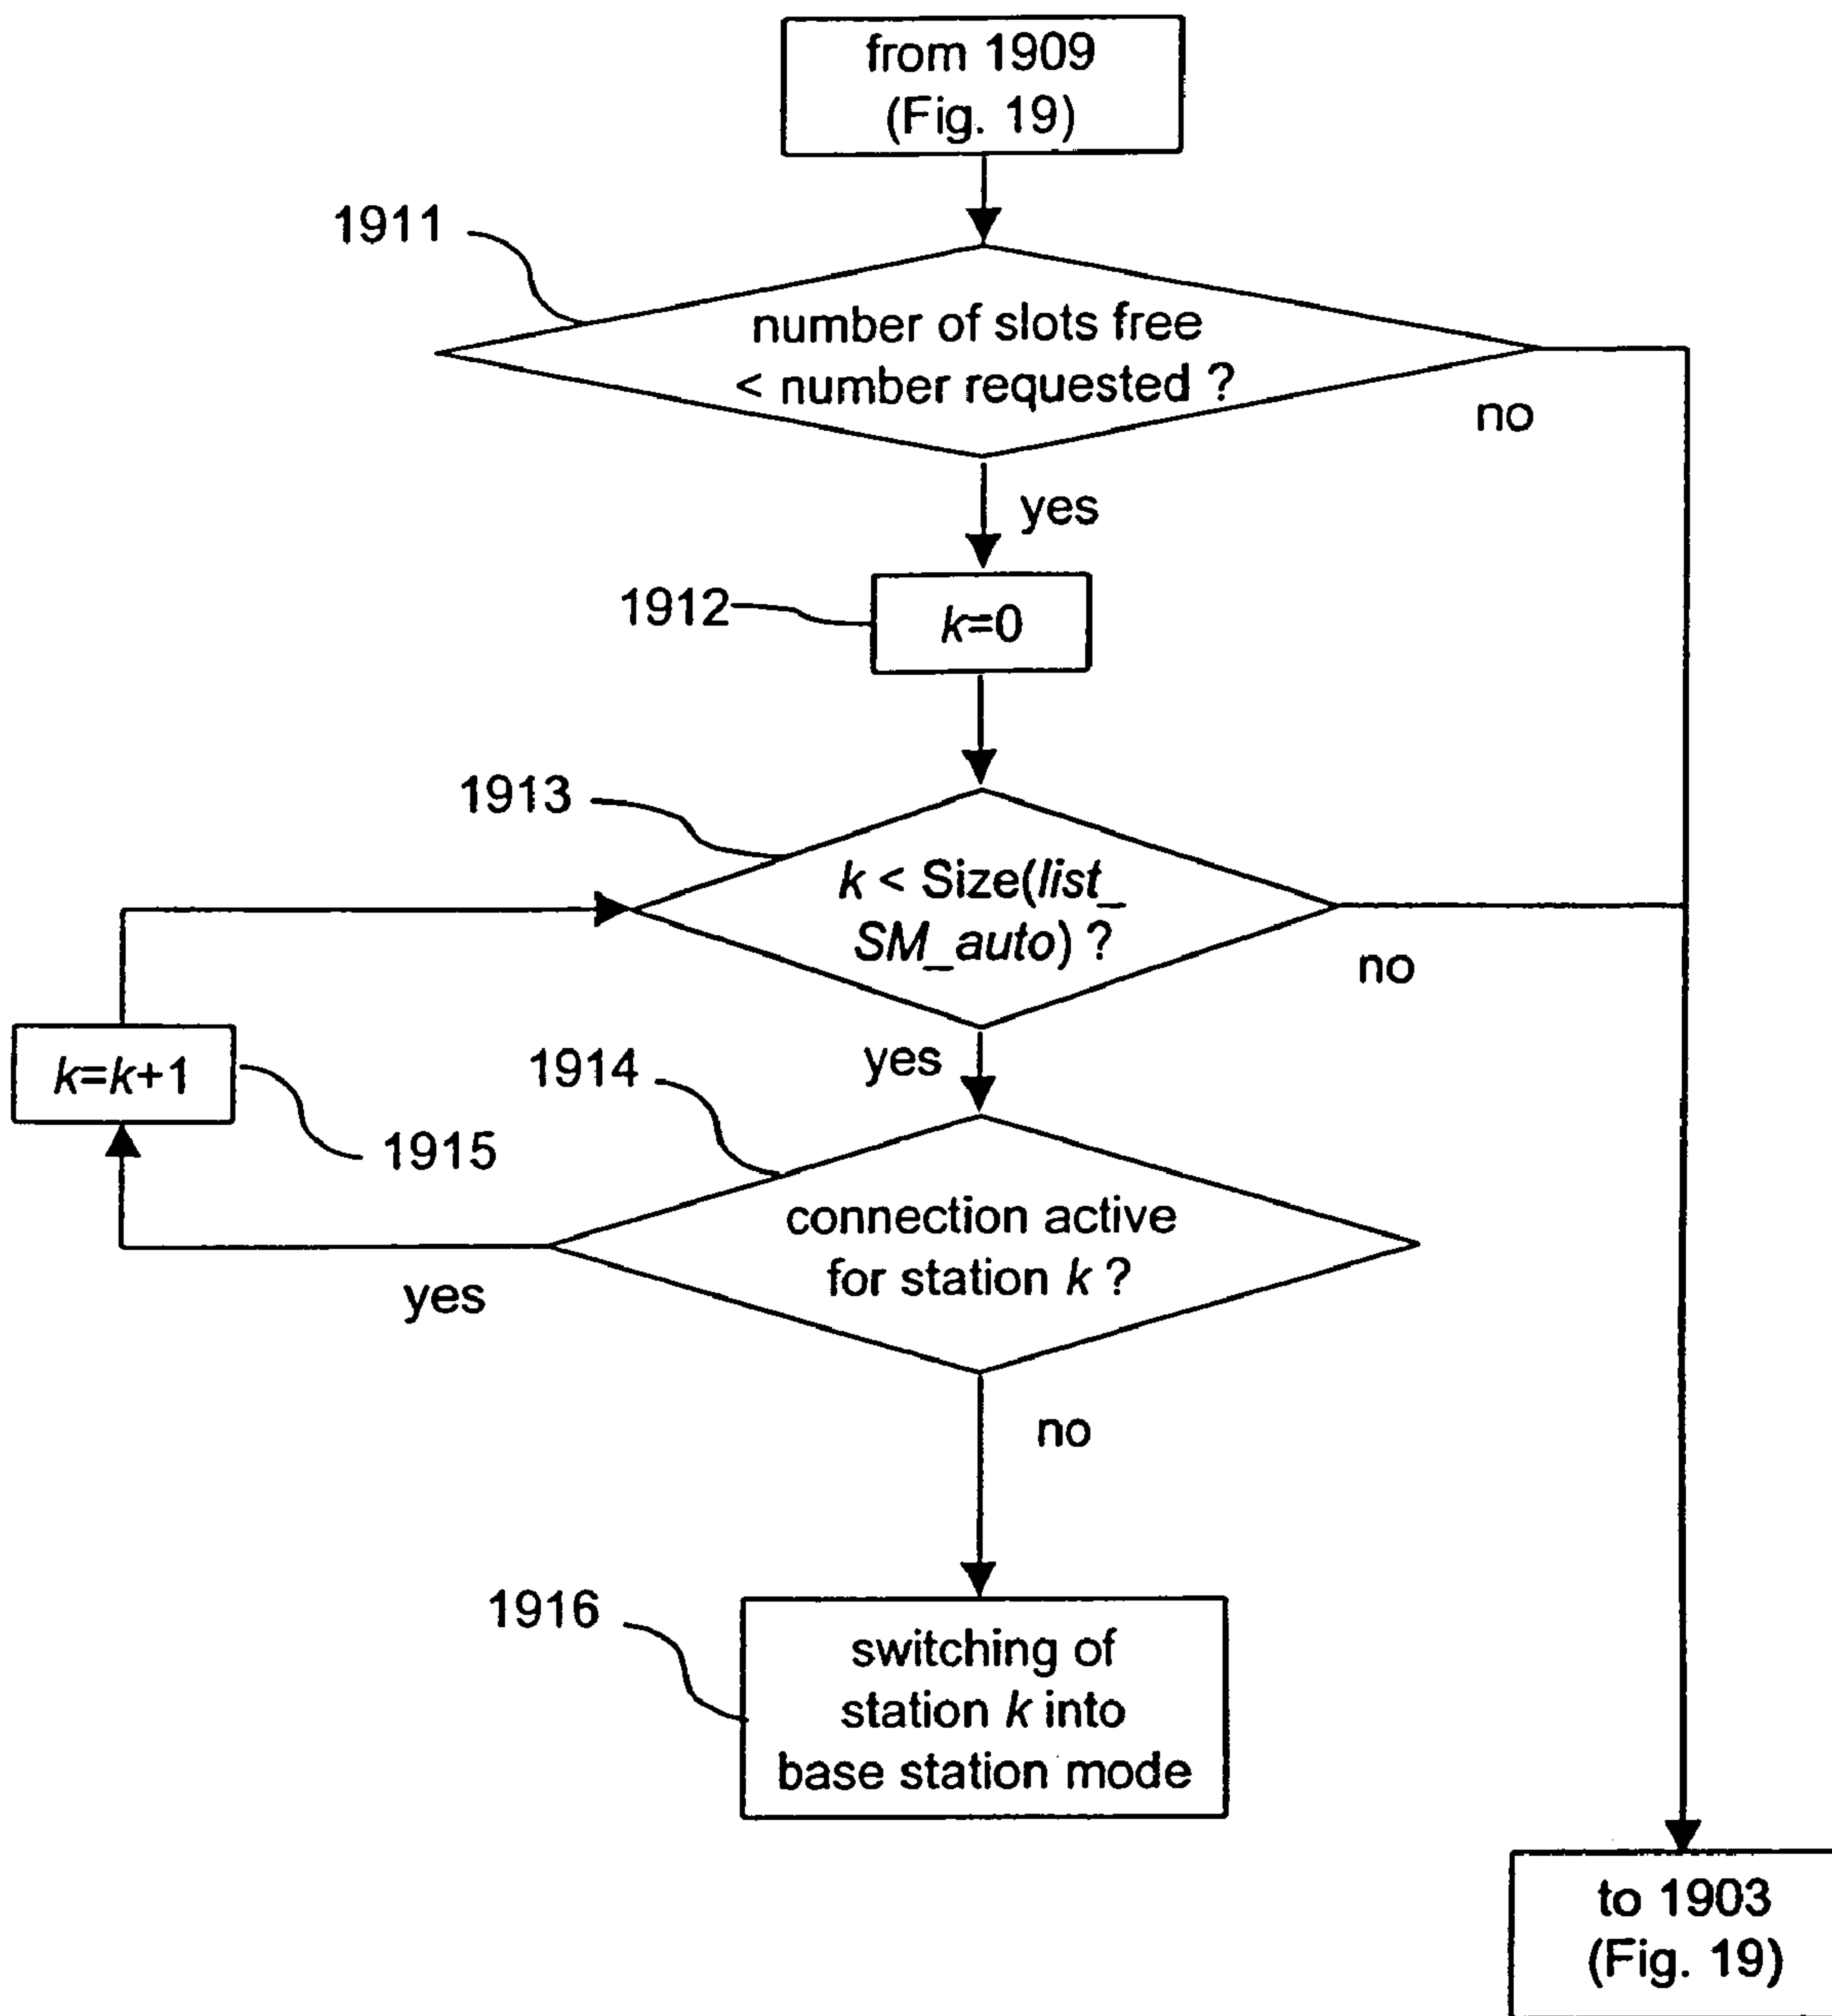 from 1909
(Fig. 19)
1911
number of slots free
< number requested ?
no
yes
1912
k=0
1913
k < Size(list_
SM_auto) ?
no
yes
k=k+1
1915
1914
connection active
for station k ?
yes
no
1916
switching of
station k into
base station mode
to 1903
(Fig. 19)